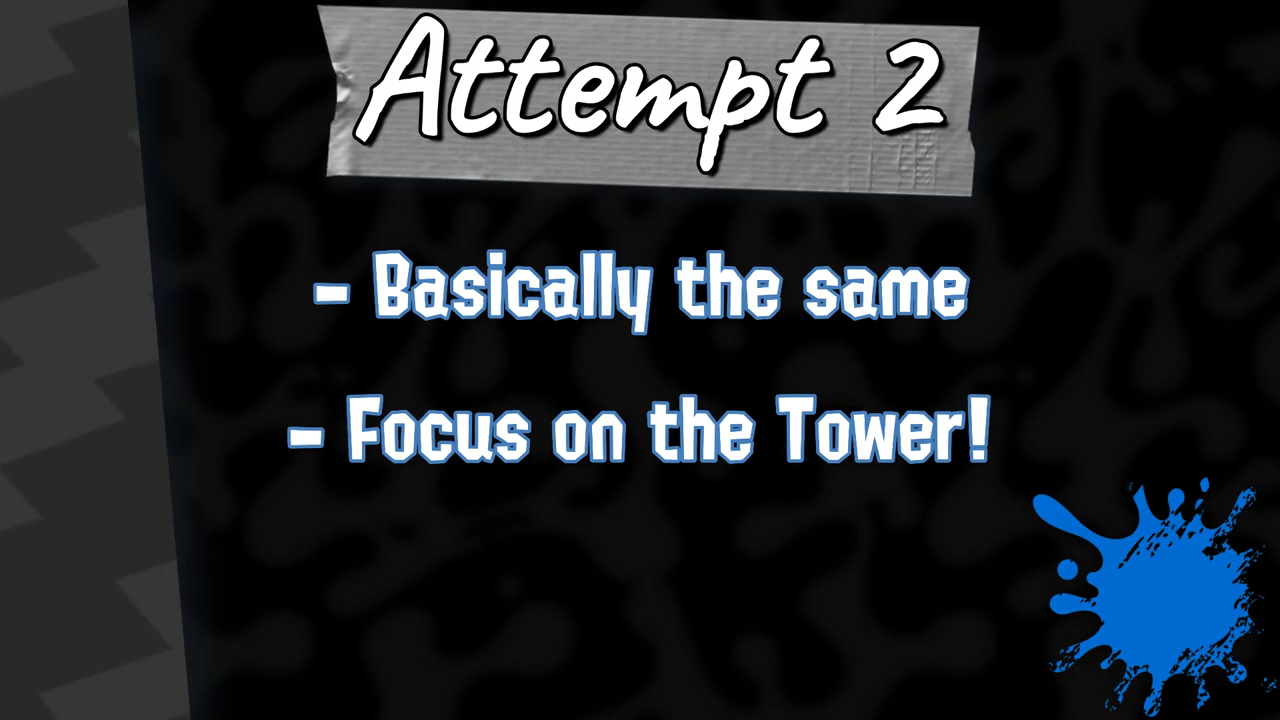 Attempt 2
- Basically the same
- Focus on the Tower!